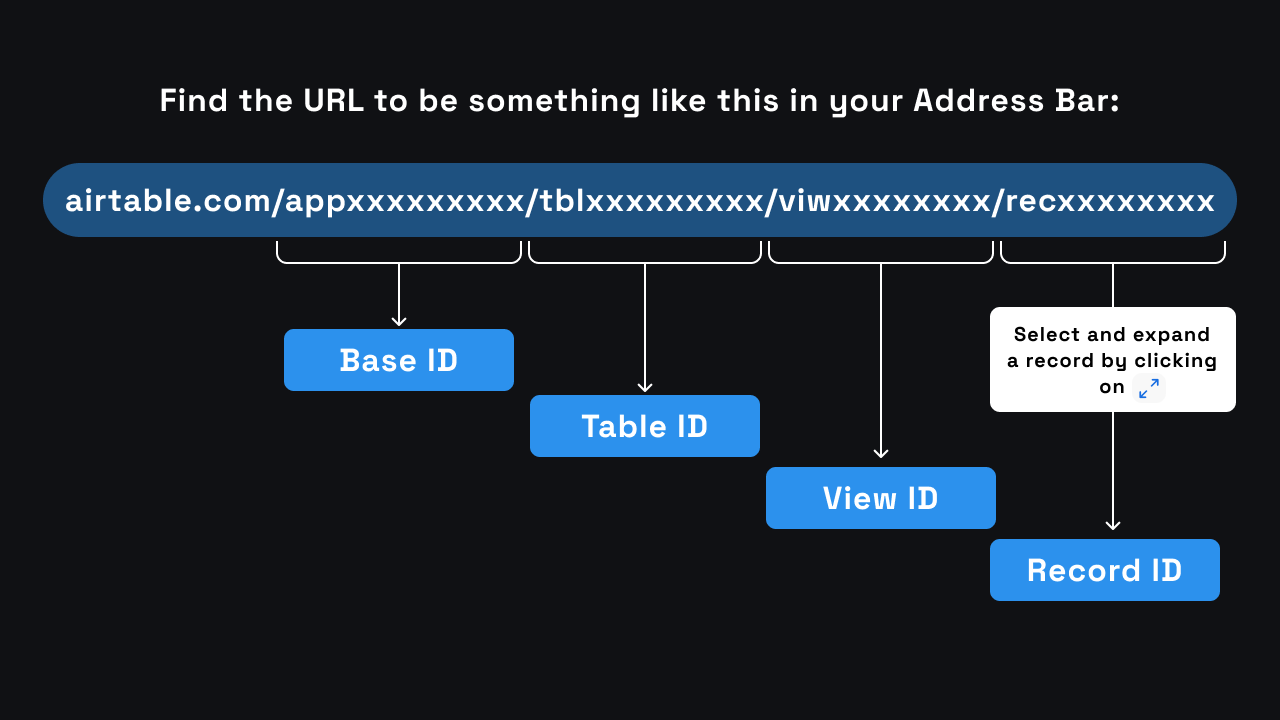 Find the URL to be something like this in your Address Bar:
airtable.com/appxxxxxxxxx/tblxxxxxxxxx/viwxxxxxxxx/recxxxxxxxx
Base ID
Table ID
View ID
Select and expand
a record by clicking
on
Record ID